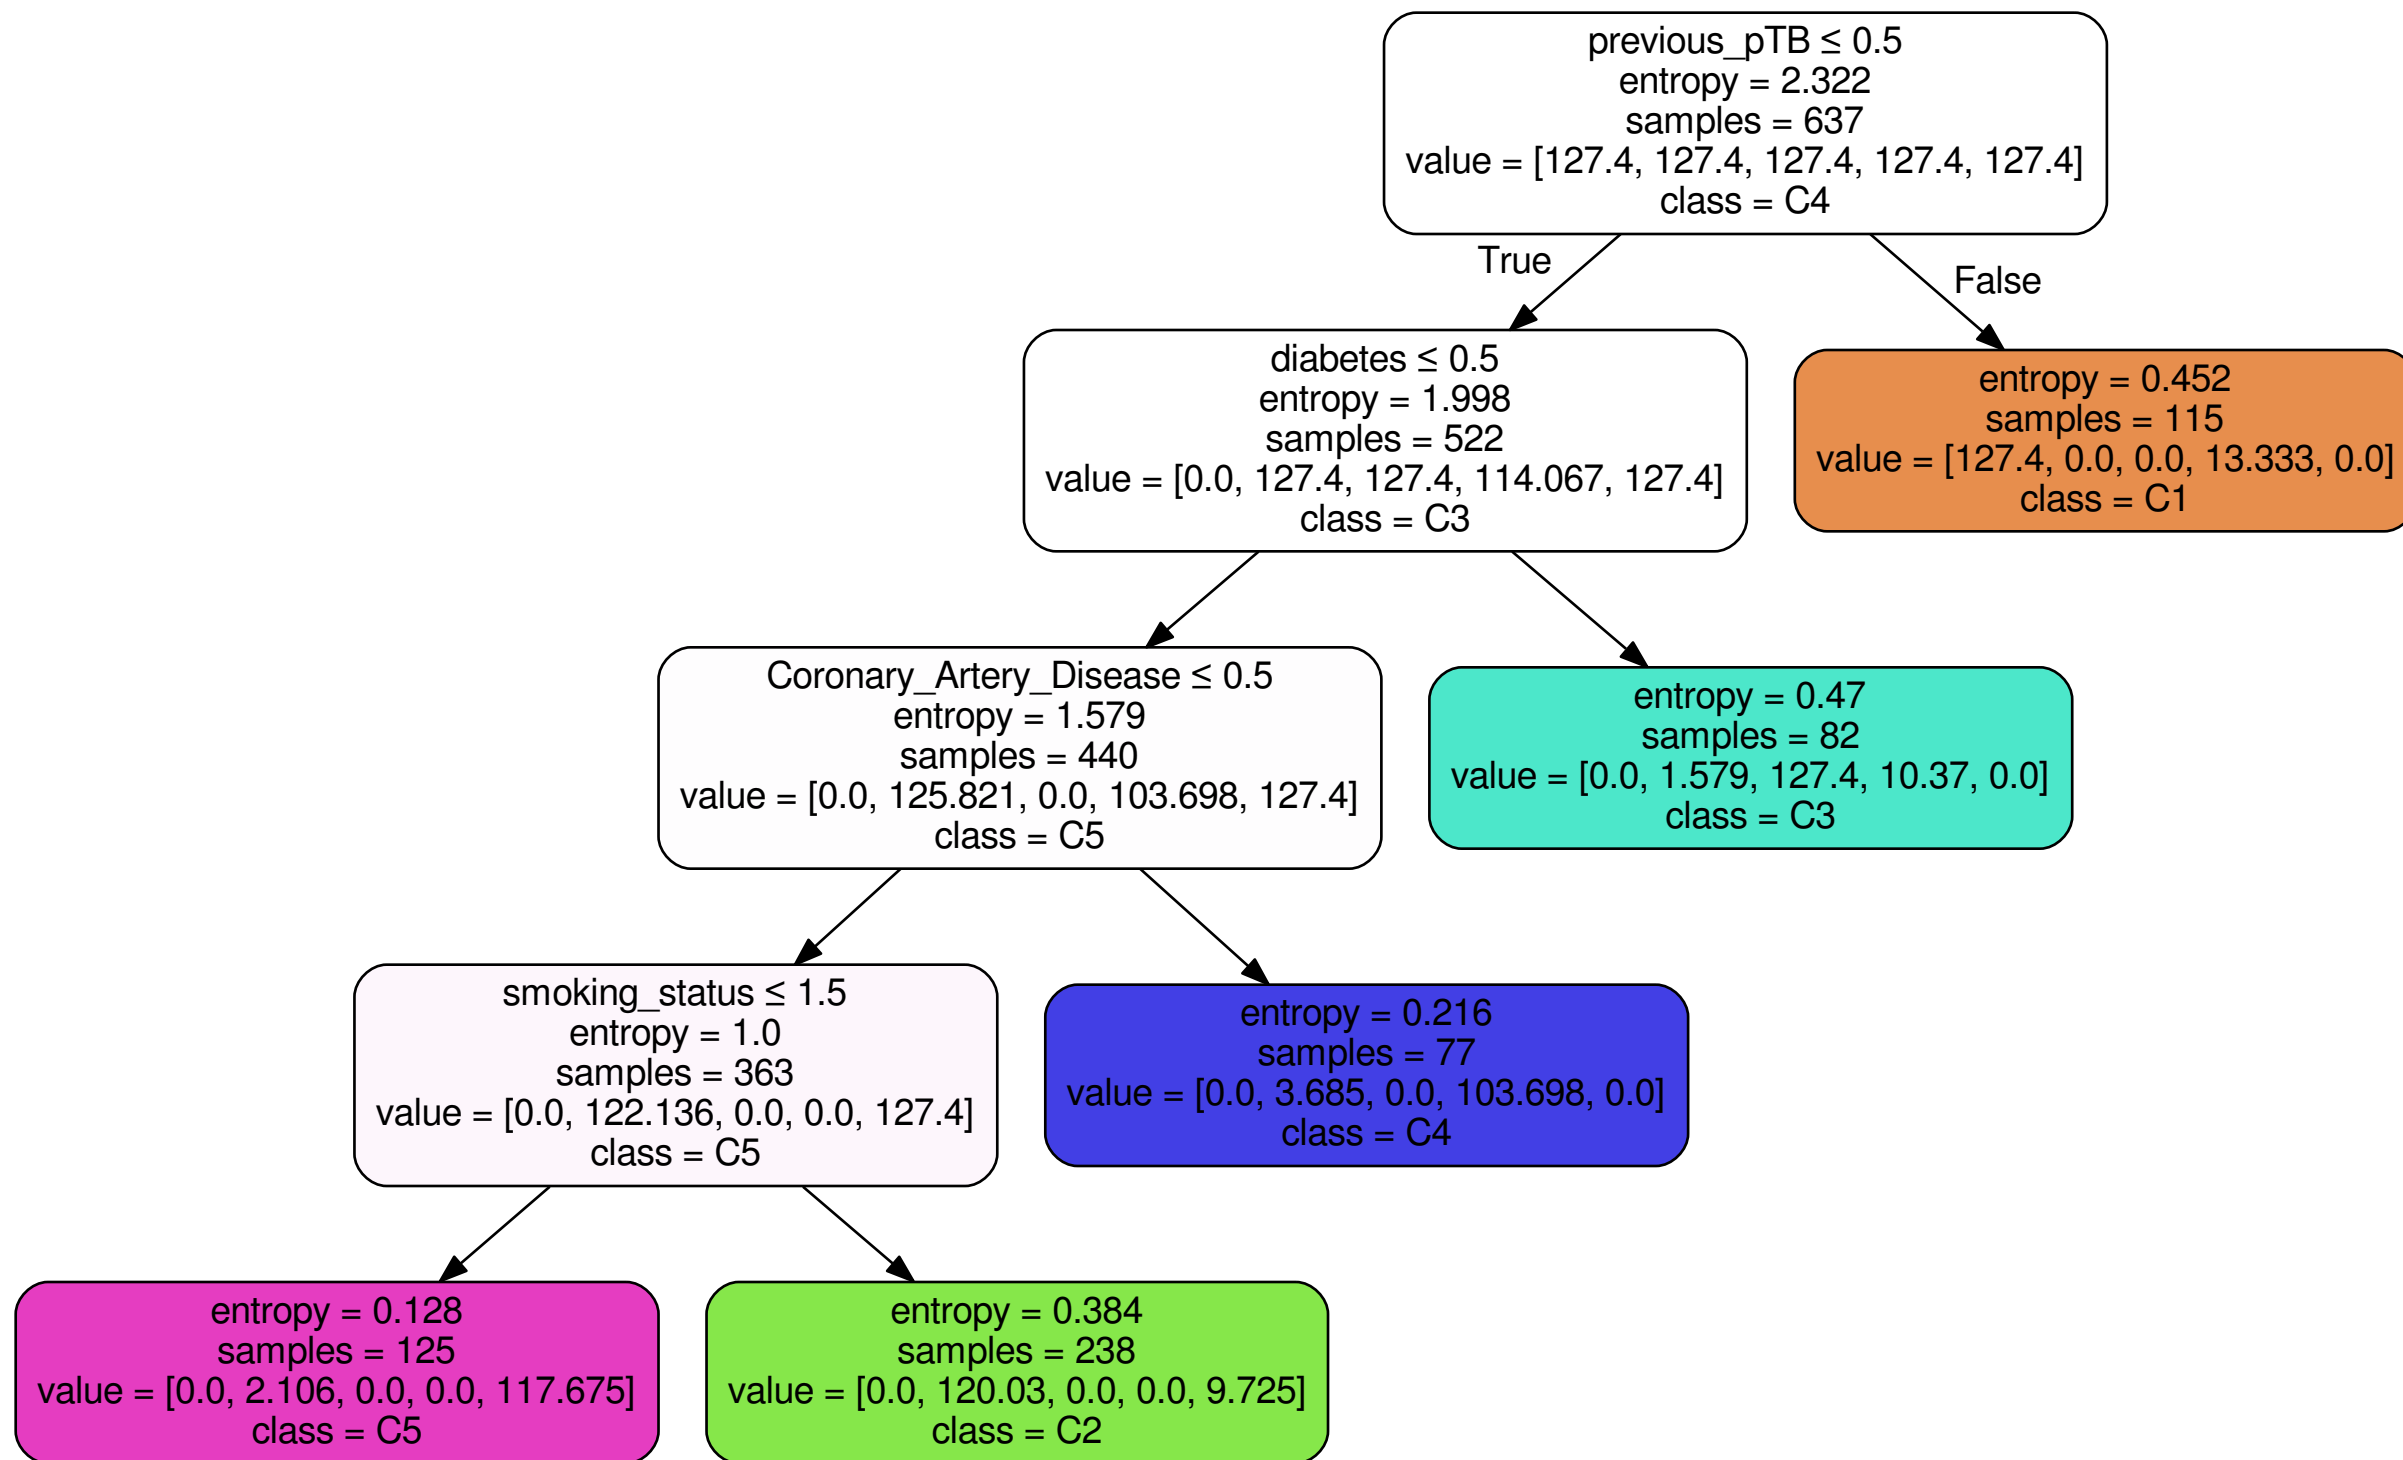 previous_pTB ≤ 0.5
entropy = 2.322
samples = 637
value = [127.4, 127.4, 127.4, 127.4, 127.4]
class = C4
True
False
diabetes ≤ 0.5
entropy = 1.998
samples = 522
value = [0.0, 127.4, 127.4, 114.067, 127.4]
class = C3
entropy = 0.452
samples = 115
value = [127.4, 0.0, 0.0, 13.333, 0.0]
class = C1
Coronary_Artery_Disease ≤ 0.5
entropy = 1.579
samples = 440
value = [0.0, 125.821, 0.0, 103.698, 127.4]
class = C5
entropy = 0.47
samples = 82
value = [0.0, 1.579, 127.4, 10.37, 0.0]
class = C3
smoking_status ≤ 1.5
entropy = 1.0
samples = 363
value = [0.0, 122.136, 0.0, 0.0, 127.4]
class = C5
entropy = 0.216
samples = 77
value = [0.0, 3.685, 0.0, 103.698, 0.0]
class = C4
entropy = 0.128
samples = 125
value = [0.0, 2.106, 0.0, 0.0, 117.675]
class = C5
entropy = 0.384
samples = 238
value = [0.0, 120.03, 0.0, 0.0, 9.725]
class = C2